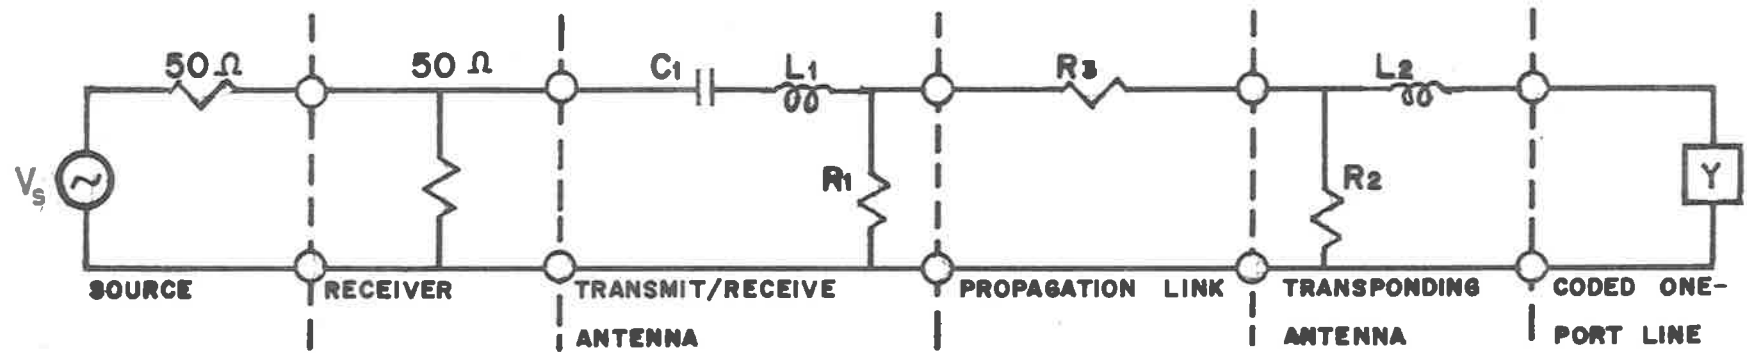 50 Ω
50 Ω
C1
L1
R3
L2
Vs
R1
R2
Y
SOURCE
RECEIVER
TRANSMIT/RECEIVE
ANTENNA
PROPAGATION LINK
TRANSPONDING
ANTENNA
CODED ONE-
PORT LINE